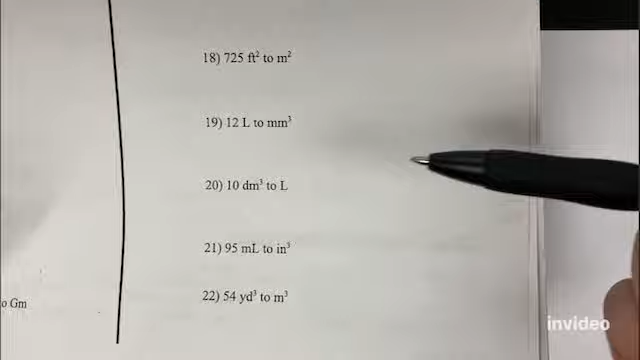 18) 725 ft² to m²
19) 12 L to mm³
20) 10 dm³ to L
21) 95 mL to in³
o Gm
22) 54 yd³ to m³
invideo